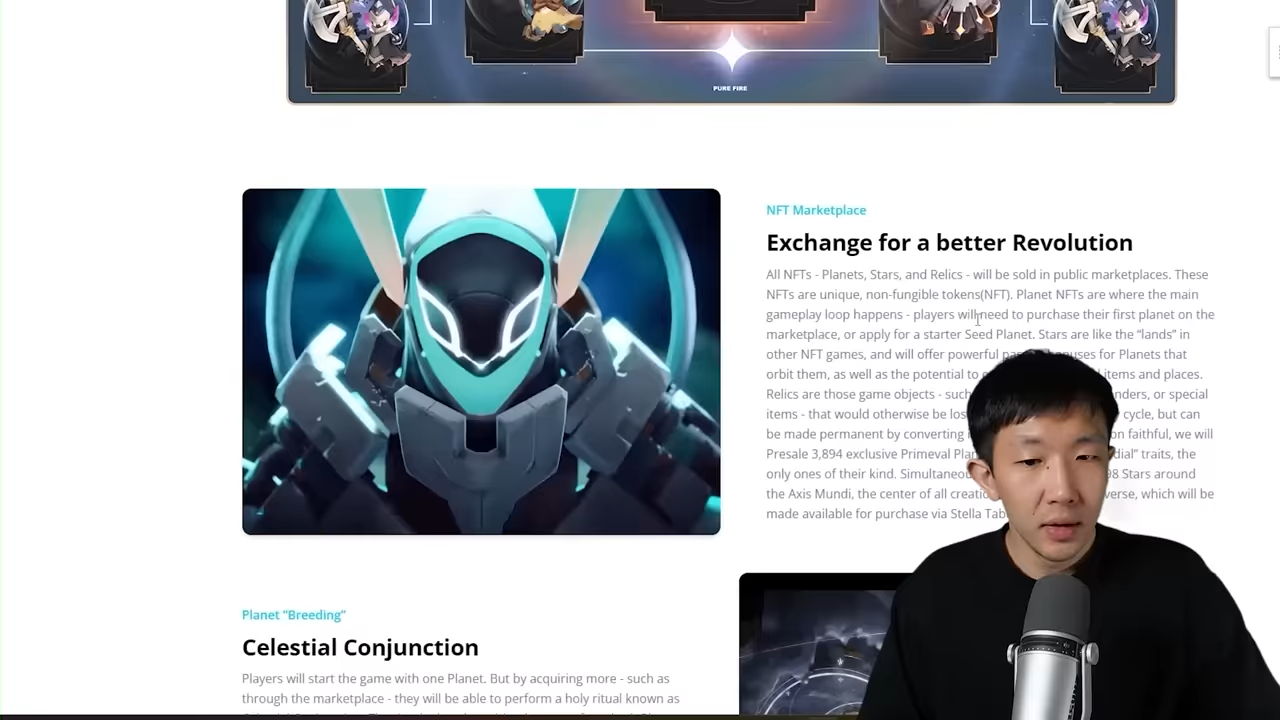 PURE FIRE
NFT Marketplace
Exchange for a better Revolution
All NFTs - Planets, Stars, and Relics - will be sold in public marketplaces. These
NFTs are unique, non-fungible tokens(NFT). Planet NFTs are where the main
gameplay loop happens - players will need to purchase their first planet on the
marketplace, or apply for a starter Seed Planet. Stars are like the “lands” in
other NFT games, and will offer powerful for Planets that
orbit them, as well as the potential to items and places.
Relics are those game objects - such or special
items - that would otherwise be cycle, but can
be made permanent by converting faithful, we will
Presale 3,894 exclusive Primeval traits, the
only ones of their kind. Stars around
the Axis Mundi, the center of all which will be
made available for purchase via Stella
Planet “Breeding”
Celestial Conjunction
Players will start the game with one Planet. But by acquiring more - such as
through the marketplace - they will be able to perform a holy ritual known as